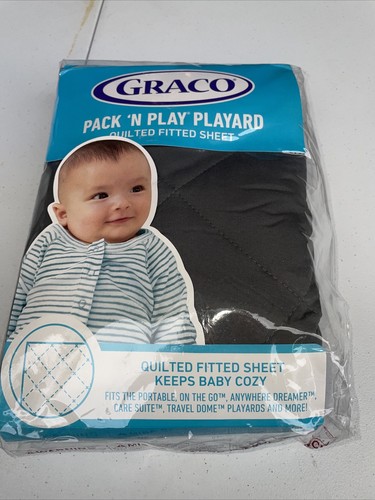 GRACO
PACK 'N PLAY® PLAYARD
QUILTED FITTED SHEET
QUILTED FITTED SHEET
KEEPS BABY COZY
FITS THE PORTABLE, ON THE GO™, ANYWHERE DREAMER™,
CARE SUITE™, TRAVEL DOME™ PLAYARDS AND MORE!